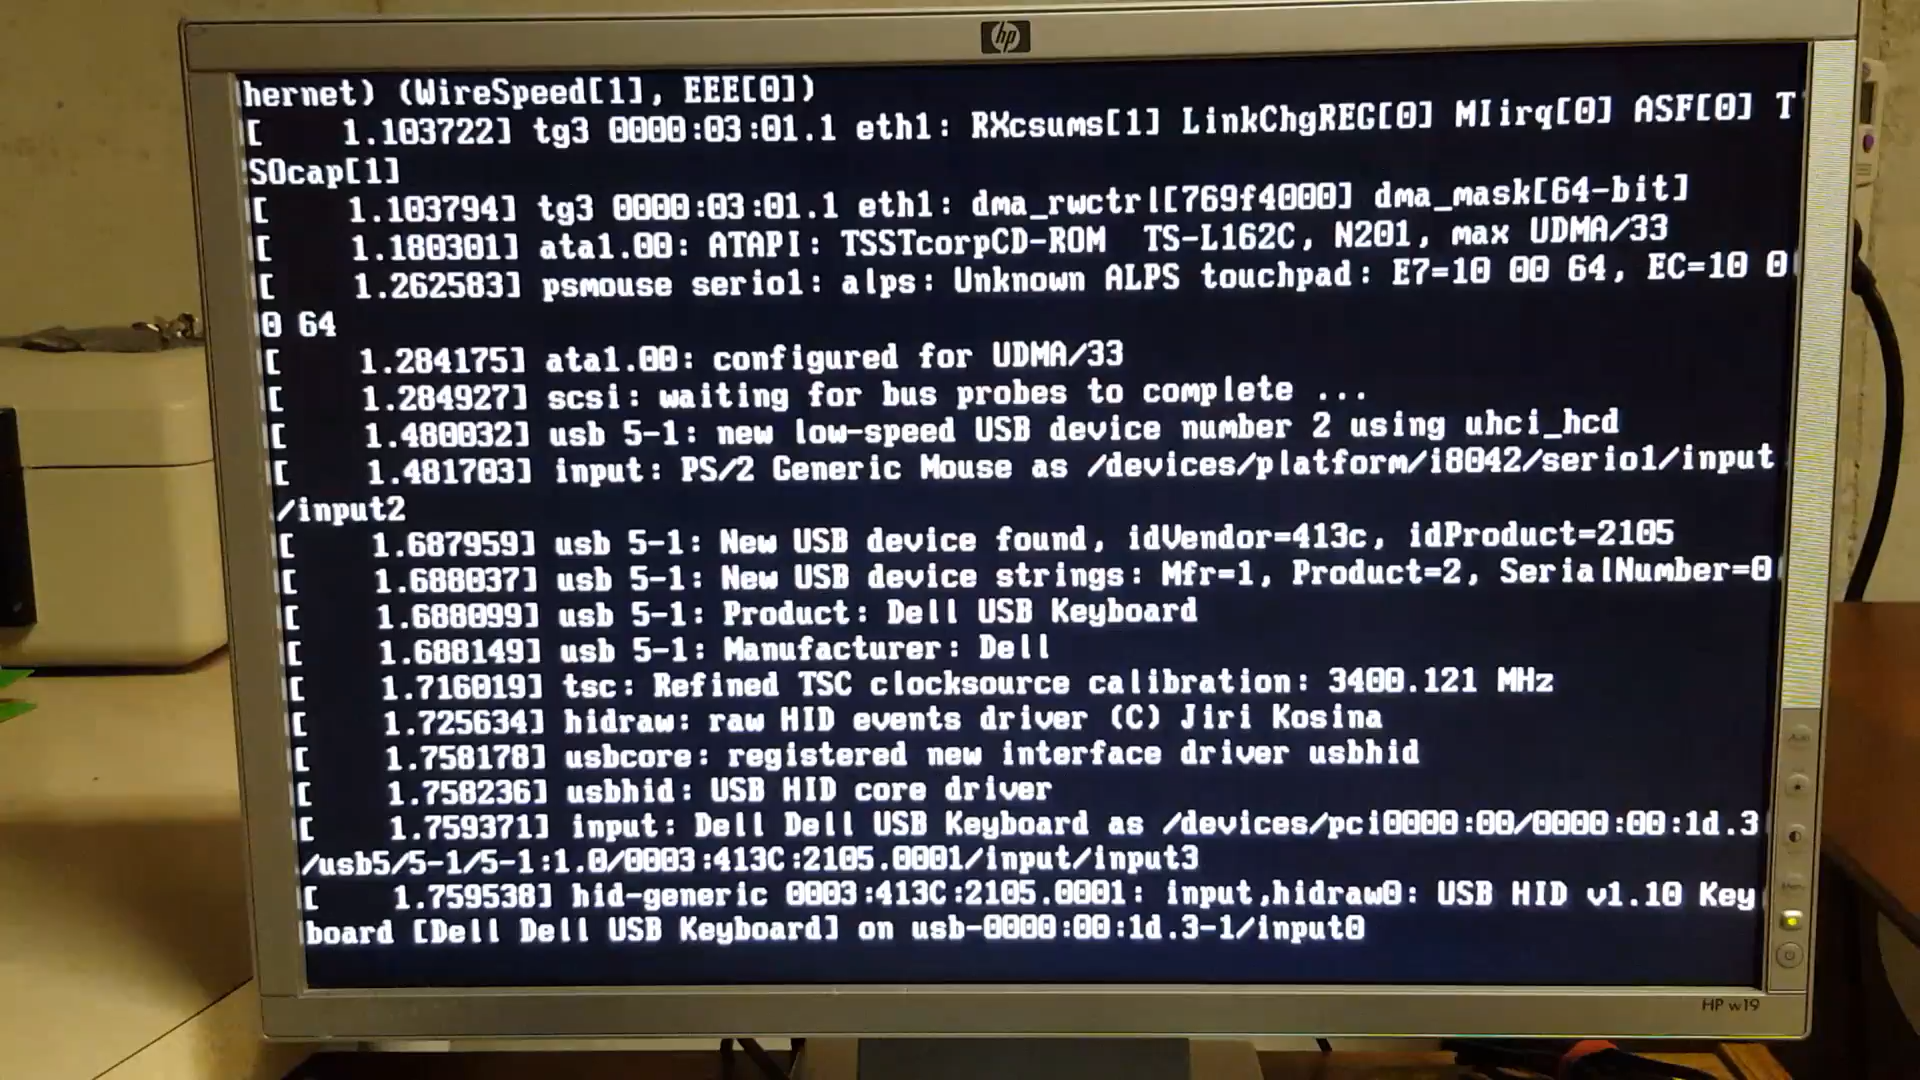 hp
hernet) (WireSpeed[1], EEE[0])
[    1.103722] tg3 0000:03:01.1 eth1: RXcsums[1] LinkChgREG[0] MIirq[0] ASF[0] T
SOcap[1]
[    1.103794] tg3 0000:03:01.1 eth1: dma_rwctrl[769f4000] dma_mask[64-bit]
[    1.180301] ata1.00: ATAPI: TSSTcorpCD-ROM  TS-L162C, N201, max UDMA/33
[    1.262583] psmouse serio1: alps: Unknown ALPS touchpad: E7=10 00 64, EC=10 0
0 64
[    1.284175] ata1.00: configured for UDMA/33
[    1.284927] scsi: waiting for bus probes to complete ...
[    1.480032] usb 5-1: new low-speed USB device number 2 using uhci_hcd
[    1.481703] input: PS/2 Generic Mouse as /devices/platform/i8042/serio1/input
/input2
[    1.687959] usb 5-1: New USB device found, idVendor=413c, idProduct=2105
[    1.688037] usb 5-1: New USB device strings: Mfr=1, Product=2, SerialNumber=0
[    1.688099] usb 5-1: Product: Dell USB Keyboard
[    1.688149] usb 5-1: Manufacturer: Dell
[    1.716019] tsc: Refined TSC clocksource calibration: 3400.121 MHz
[    1.725634] hidraw: raw HID events driver (C) Jiri Kosina
[    1.758178] usbcore: registered new interface driver usbhid
[    1.758236] usbhid: USB HID core driver
[    1.759371] input: Dell Dell USB Keyboard as /devices/pci0000:00/0000:00:1d.3
/usb5/5-1/5-1:1.0/0003:413C:2105.0001/input/input3
[    1.759538] hid-generic 0003:413C:2105.0001: input,hidraw0: USB HID v1.10 Key
board [Dell Dell USB Keyboard] on usb-0000:00:1d.3-1/input0
HP w19